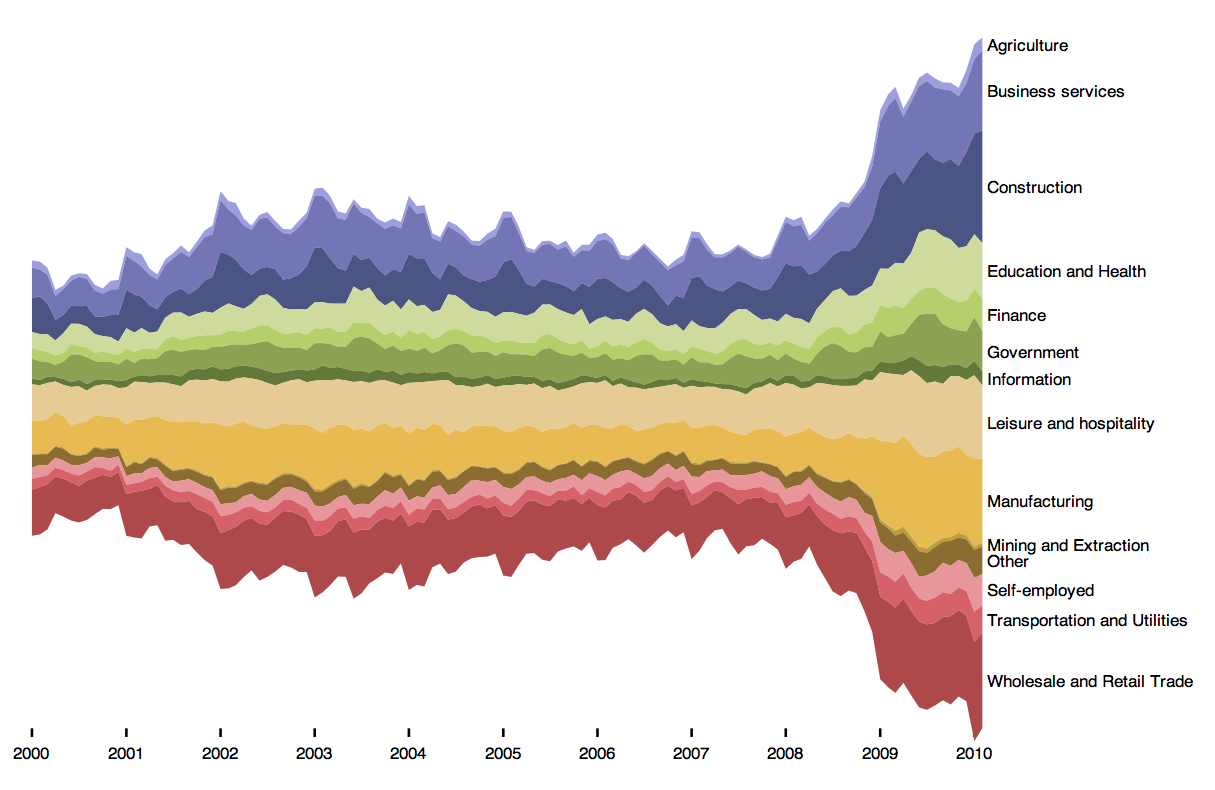 Agriculture
Business services
Construction
Education and Health
Finance
Government
Information
Leisure and hospitality
Manufacturing
Mining and Extraction
Other
Self-employed
Transportation and Utilities
Wholesale and Retail Trade
2000 2001 2002 2003 2004 2005 2006 2007 2008 2009 2010